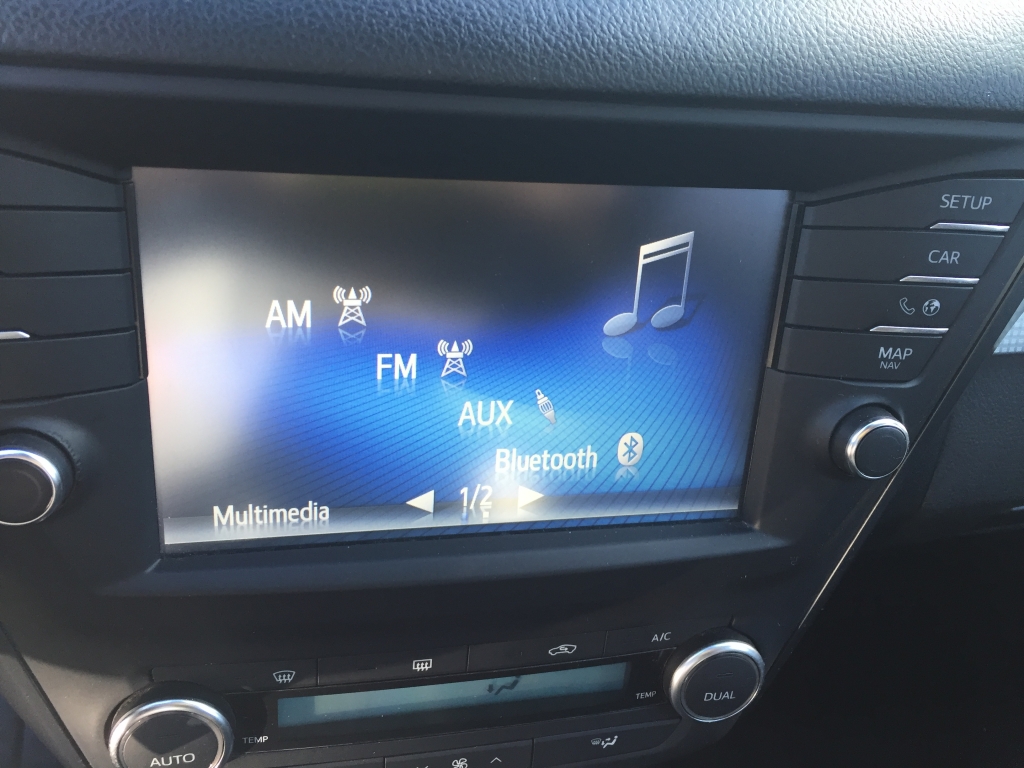 SETUP
CAR
MAP
NAV
AM
FM
AUX
Bluetooth
Multimedia 1/2
A/C
TEMP
DUAL
TEMP
AUTO